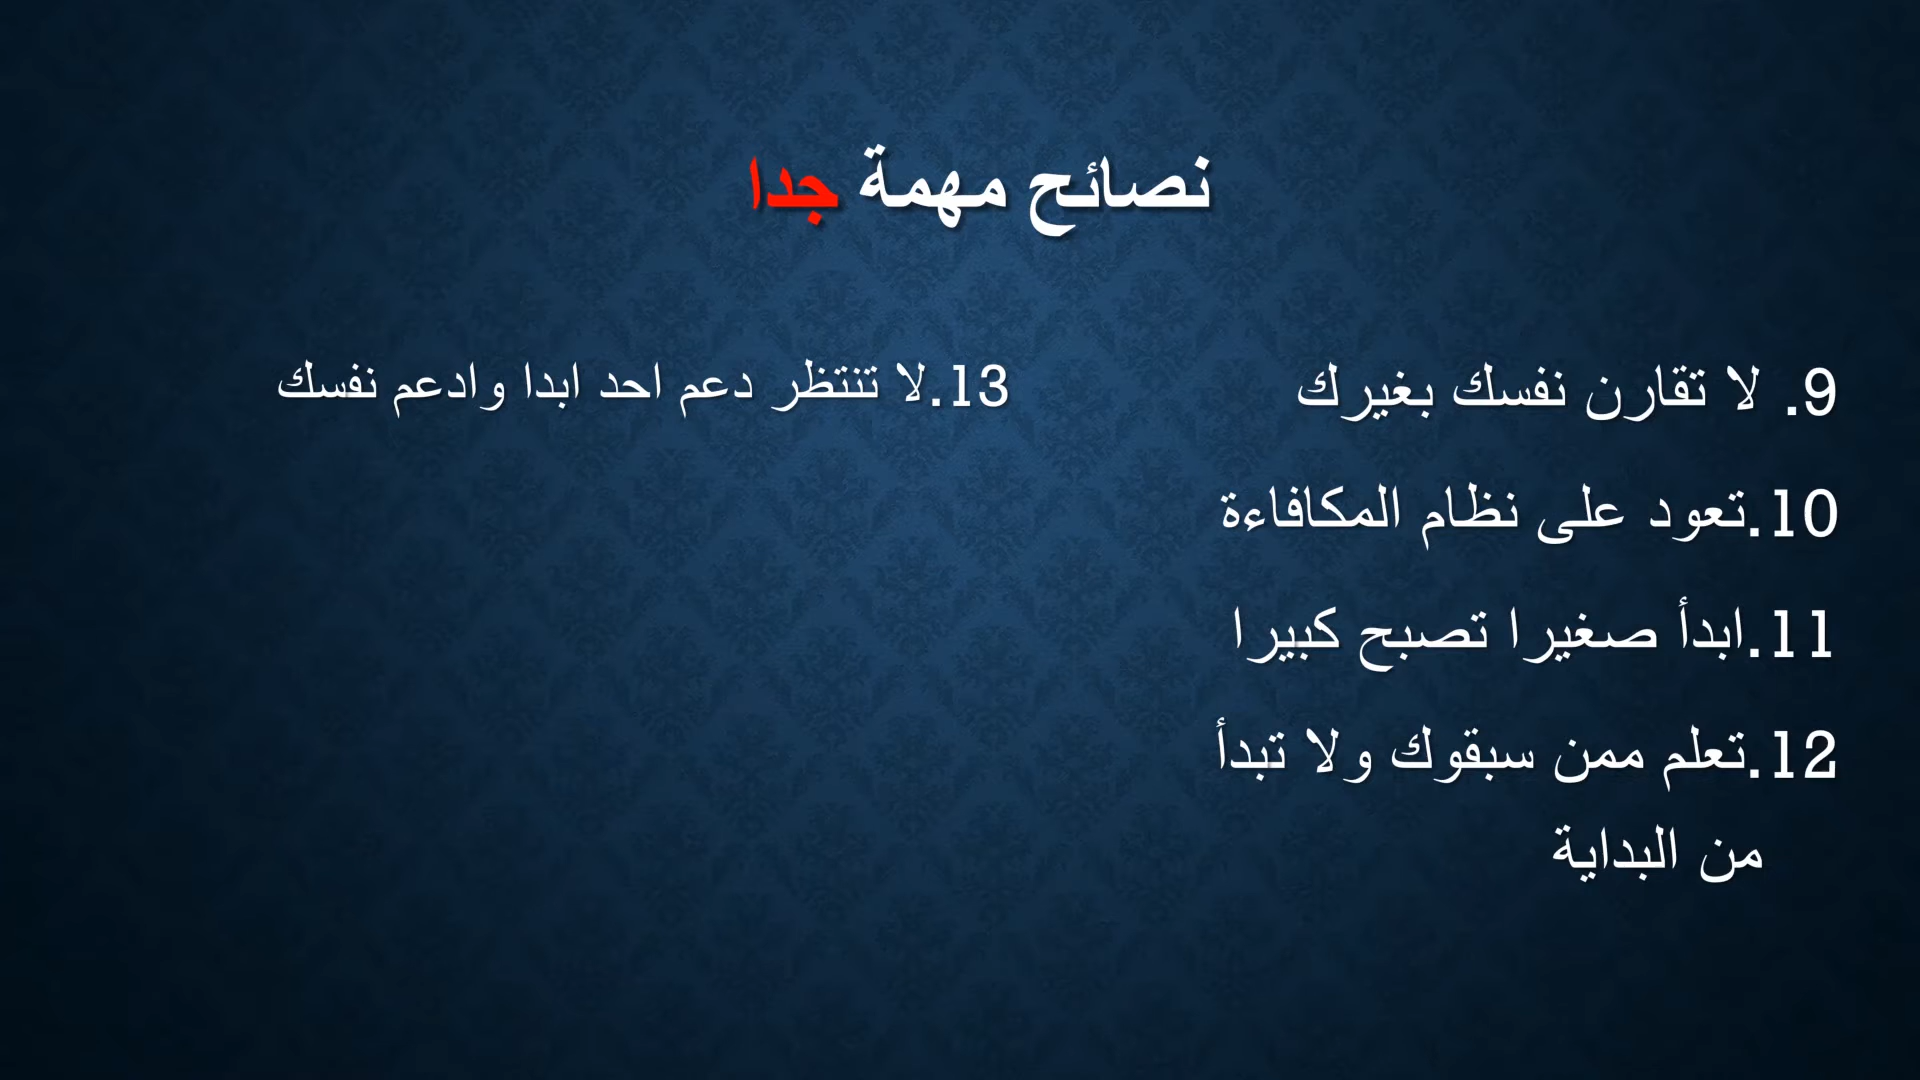 نصائح مهمة جدا
9. لا تقارن نفسك بغيرك
10.تعود على نظام المكافاءة
11.ابدأ صغيرا تصبح كبيرا
12.تعلم ممن سبقوك ولا تبدأ
من البداية
13.لا تنتظر دعم احد ابدا وادعم نفسك